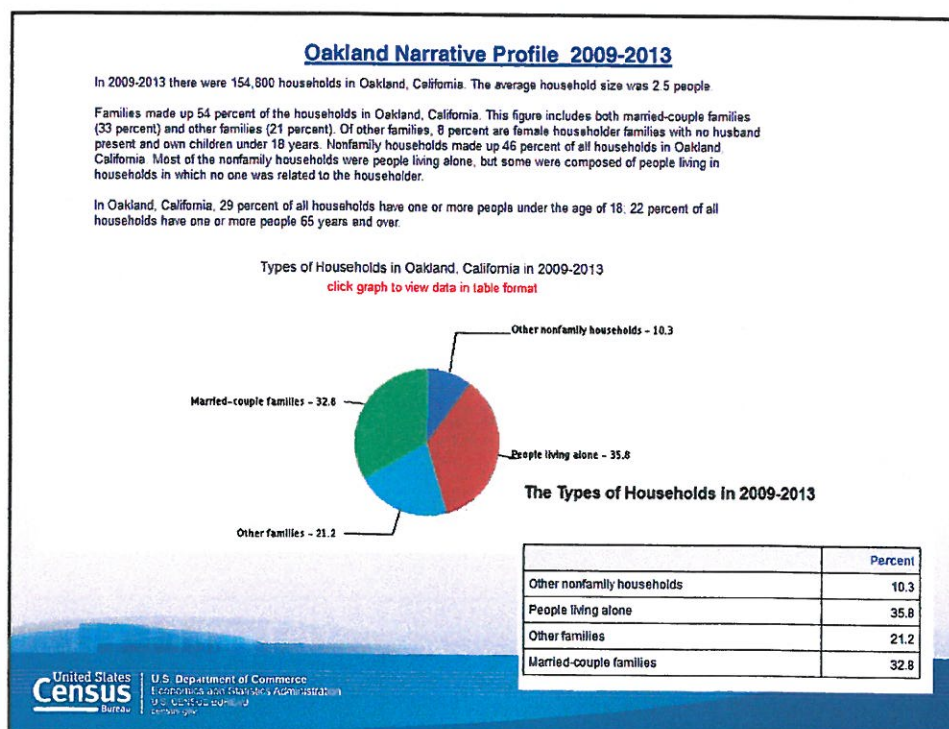 Oakland Narrative Profile 2009-2013
In 2009-2013 there were 154,800 households in Oakland, California. The average household size was 2.5 people.
Families made up 54 percent of the households in Oakland, California. This figure includes both married-couple families
(33 percent) and other families (21 percent). Of other families, 8 percent are female householder families with no husband
present and own children under 18 years. Nonfamily households made up 46 percent of all households in Oakland,
California. Most of the nonfamily households were people living alone, but some were composed of people living in
households in which no one was related to the householder.
In Oakland, California, 29 percent of all households have one or more people under the age of 18; 22 percent of all
households have one or more people 65 years and over.
Types of Households in Oakland, California in 2009-2013
click graph to view data in table format
Other nonfamily households - 10.3
Married-couple families - 32.8
People living alone - 35.8
Other families - 21.2
The Types of Households in 2009-2013
Percent
Other nonfamily households 10.3
People living alone 35.8
Other families 21.2
Married-couple families 32.8
United States
Census
Bureau
U.S. Department of Commerce
Economics and Statistics Administration
U.S. CENSUS BUREAU
census.gov